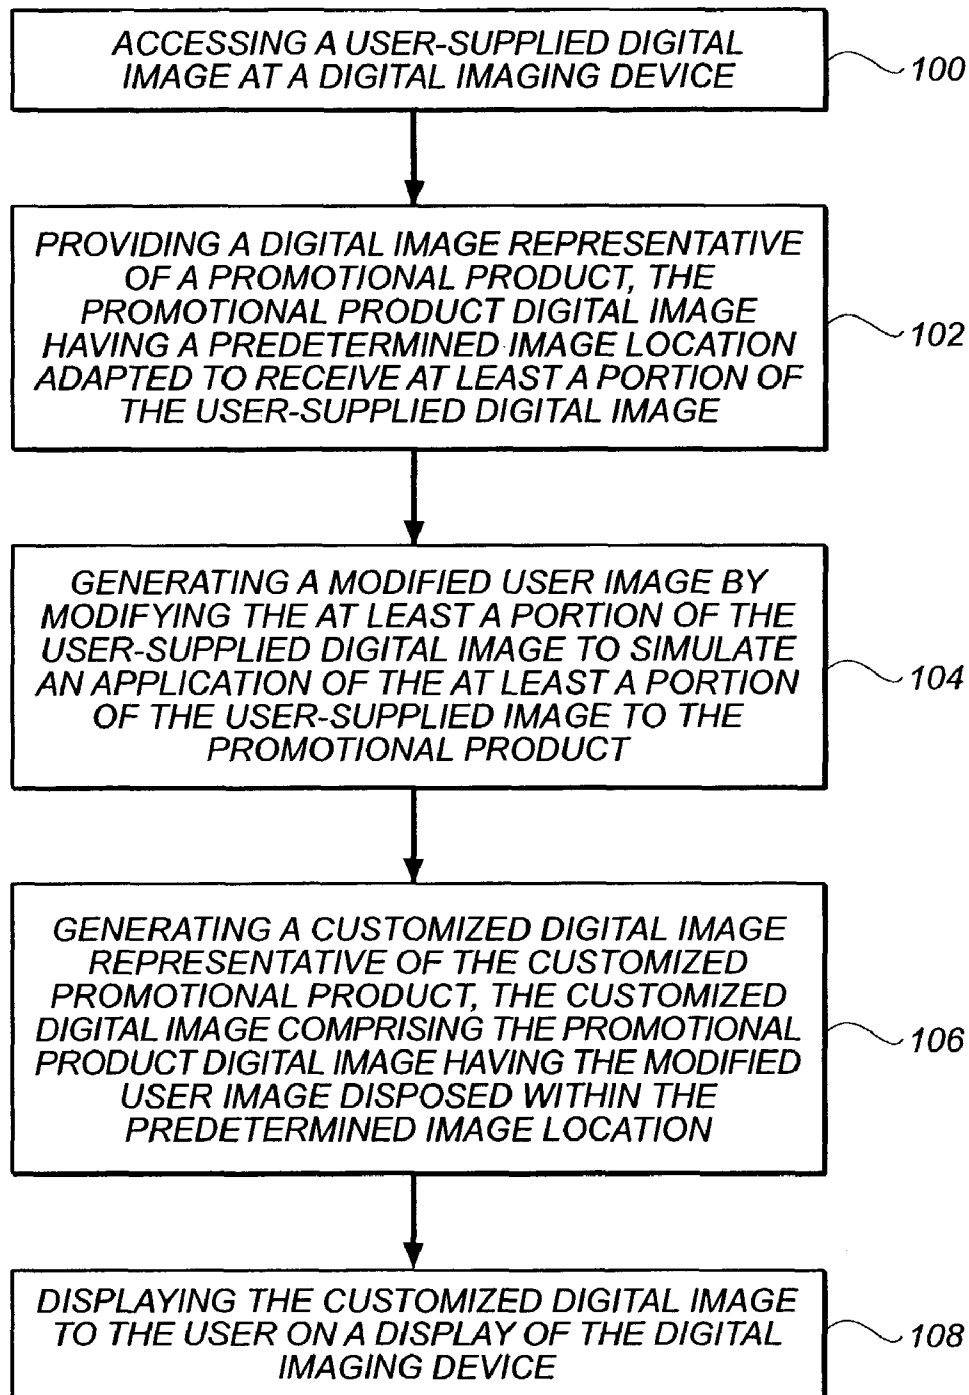 ACCESSING A USER-SUPPLIED DIGITAL
IMAGE AT A DIGITAL IMAGING DEVICE
100
PROVIDING A DIGITAL IMAGE REPRESENTATIVE
OF A PROMOTIONAL PRODUCT, THE
PROMOTIONAL PRODUCT DIGITAL IMAGE
HAVING A PREDETERMINED IMAGE LOCATION
ADAPTED TO RECEIVE AT LEAST A PORTION OF
THE USER-SUPPLIED DIGITAL IMAGE
102
GENERATING A MODIFIED USER IMAGE BY
MODIFYING THE AT LEAST A PORTION OF THE
USER-SUPPLIED DIGITAL IMAGE TO SIMULATE
AN APPLICATION OF THE AT LEAST A PORTION
OF THE USER-SUPPLIED IMAGE TO THE
PROMOTIONAL PRODUCT
104
GENERATING A CUSTOMIZED DIGITAL IMAGE
REPRESENTATIVE OF THE CUSTOMIZED
PROMOTIONAL PRODUCT, THE CUSTOMIZED
DIGITAL IMAGE COMPRISING THE PROMOTIONAL
PRODUCT DIGITAL IMAGE HAVING THE MODIFIED
USER IMAGE DISPOSED WITHIN THE
PREDETERMINED IMAGE LOCATION
106
DISPLAYING THE CUSTOMIZED DIGITAL IMAGE
TO THE USER ON A DISPLAY OF THE DIGITAL
IMAGING DEVICE
108